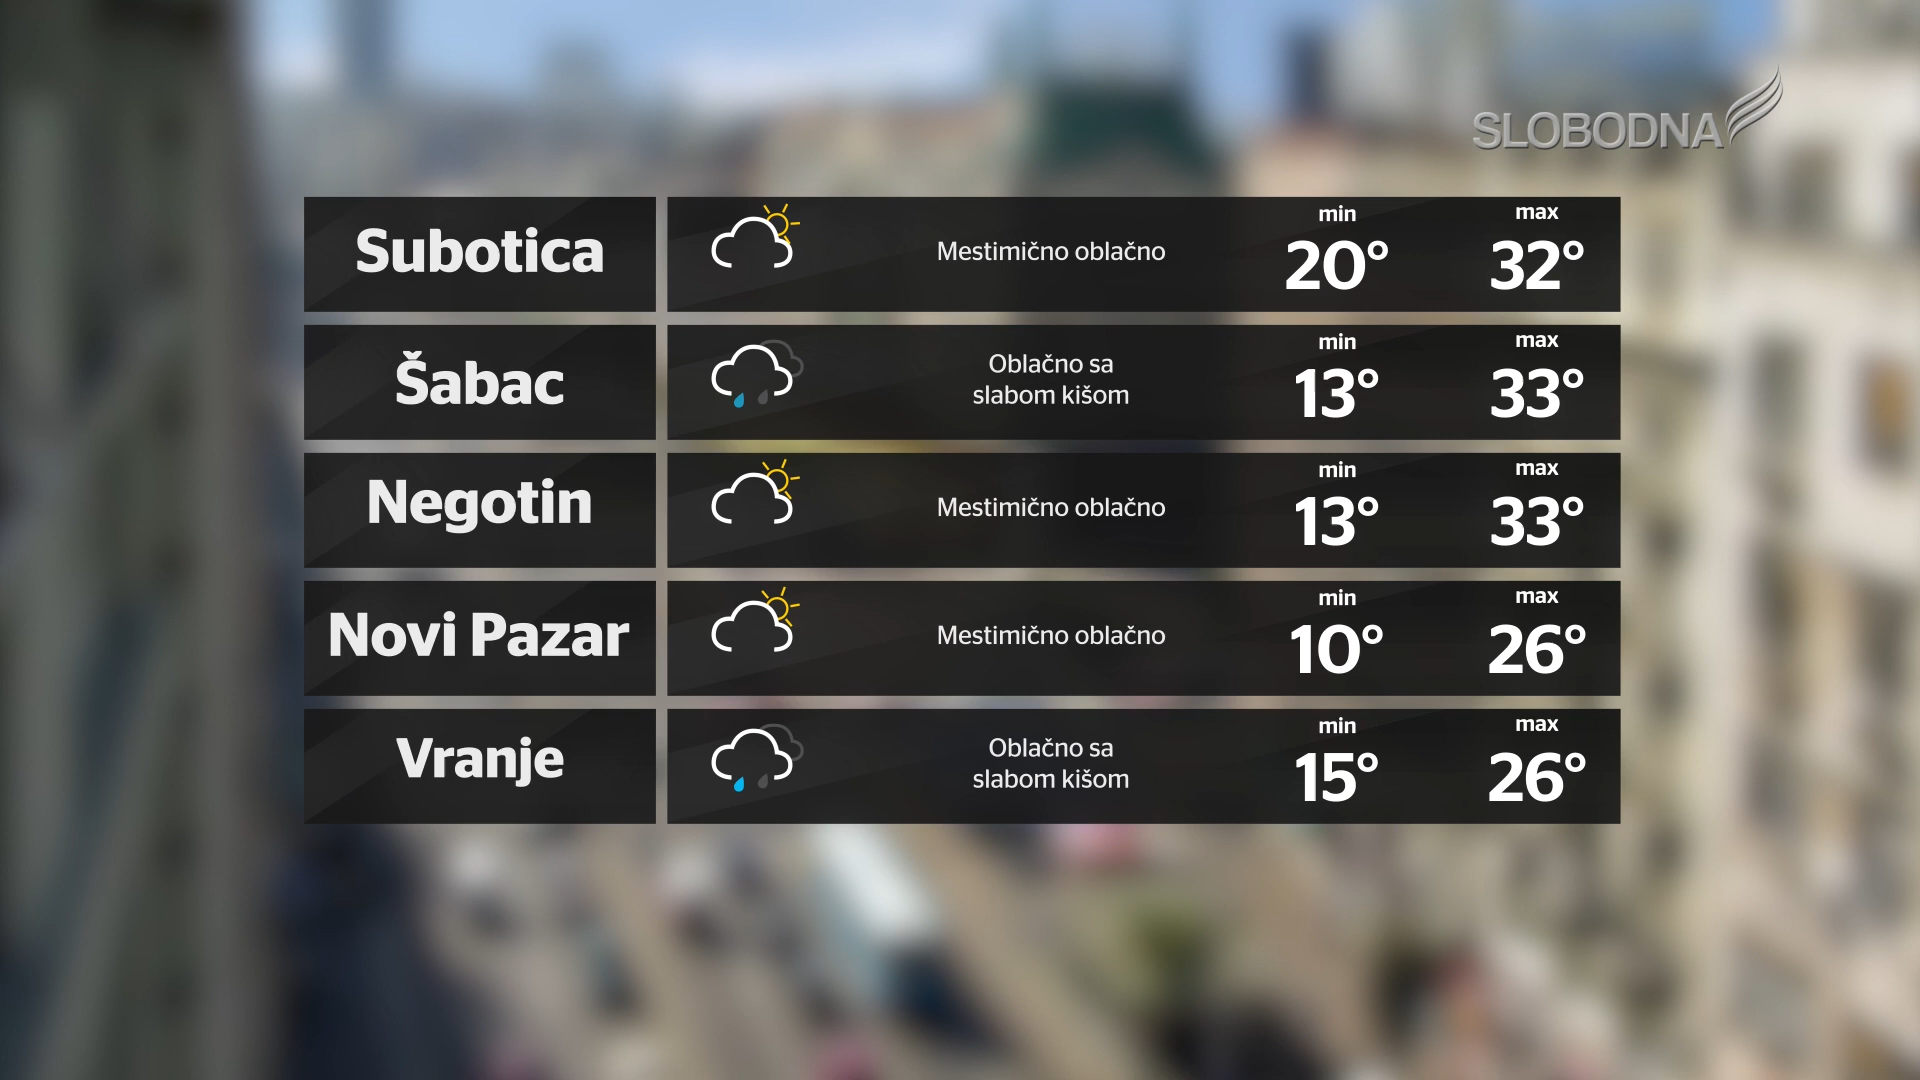 SLOBODNA
Subotica
Mestimično oblačno
min
20°
max
32°
Šabac
Oblačno sa
slabom kišom
min
13°
max
33°
Negotin
Mestimično oblačno
min
13°
max
33°
Novi Pazar
Mestimično oblačno
min
10°
max
26°
Vranje
Oblačno sa
slabom kišom
min
15°
max
26°